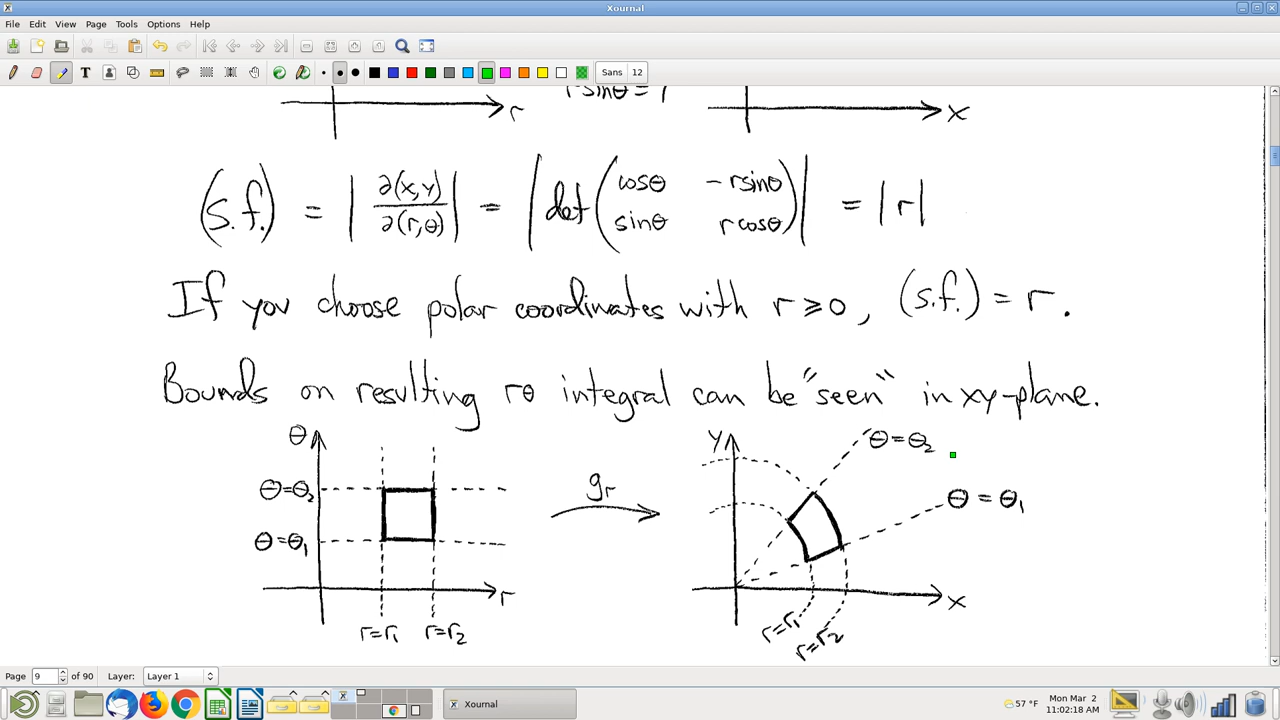 Xournal
File Edit View Page Tools Options Help
Sans 12
r
r sinθ = 1
x
(s.f.) = | ∂(x,y)/∂(r,θ) | = | det ( cosθ -r sinθ
sinθ r cosθ ) | = |r|
If you choose polar coordinates with r ≥ 0, (s.f.) = r.
Bounds on resulting rθ integral can be "seen" in xy-plane.
θ
θ=θ₂
θ=θ₁
r
r=r₁ r=r₂
gr
y
θ=θ₂
θ = θ₁
x
r=r₁
r=r₂
Page 9 of 90 Layer: Layer 1
Xournal
57 °F
Mon Mar 2
11:02:18 AM